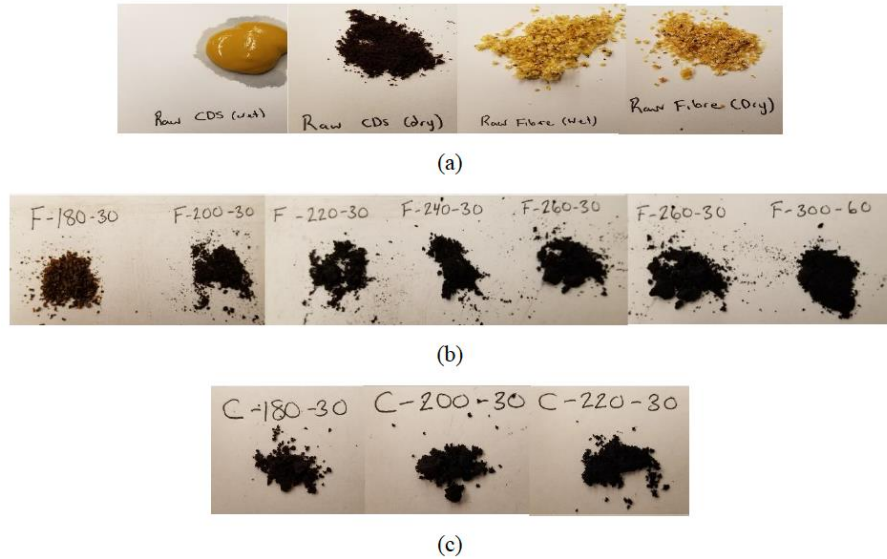 Raw CDS (wet)
Raw CDS (dry)
Raw Fibre (Wet)
Raw Fibre (Dry)
(a)
F-180-30
F-200-30
F-220-30
F-240-30
F-260-30
F-260-30
F-300-60
(b)
C-180-30
C-200-30
C-220-30
(c)